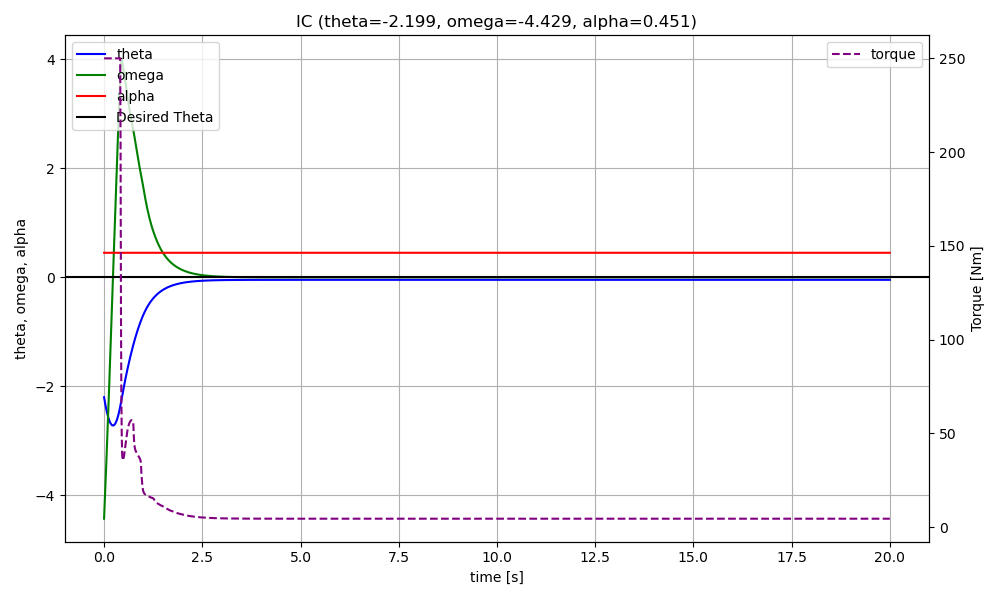 IC (theta=-2.199, omega=-4.429, alpha=0.451)
theta
omega
alpha
Desired Theta
torque
theta, omega, alpha
4
2
0
−2
−4
250
200
150
100
50
0
Torque [Nm]
0.0 2.5 5.0 7.5 10.0 12.5 15.0 17.5 20.0
time [s]